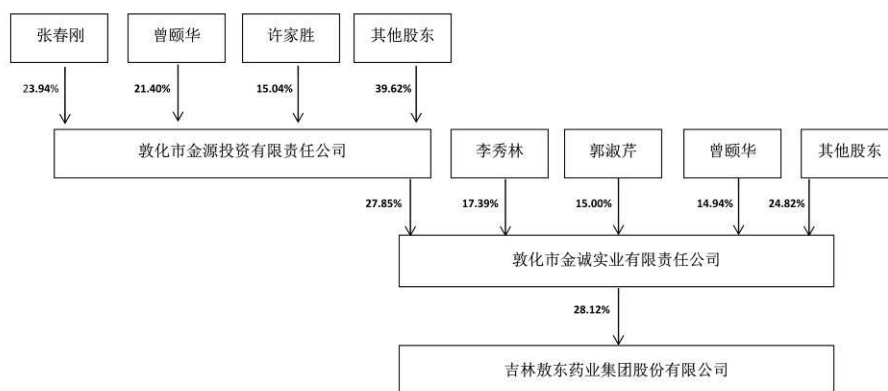 张春刚 曾颐华 许家胜 其他股东
23.94% 21.40% 15.04% 39.62%
敦化市金源投资有限责任公司 李秀林 郭淑芹 曾颐华 其他股东
27.85% 17.39% 15.00% 14.94% 24.82%
敦化市金诚实业有限责任公司
28.12%
吉林敖东药业集团股份有限公司